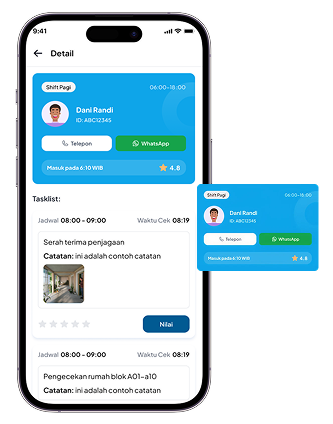 9:41
Detail
Shift Pagi 06:00-18:00
Dani Randi
ID: ABC12345
Telepon WhatsApp
Masuk pada 6:10 WIB 4.8
Tasklist:
Jadwal 08:00 - 09:00 Waktu Cek 08:19
Serah terima penjagaan
Catatan: ini adalah contoh catatan
Nilai
Jadwal 08:00 - 09:00 Waktu Cek 08:19
Pengecekan rumah blok A01-a10
Catatan: ini adalah contoh catatan
Shift Pagi 06:00-18:00
Dani Randi
ID: ABC12345
Telepon WhatsApp
Masuk pada 6:10 WIB 4.8